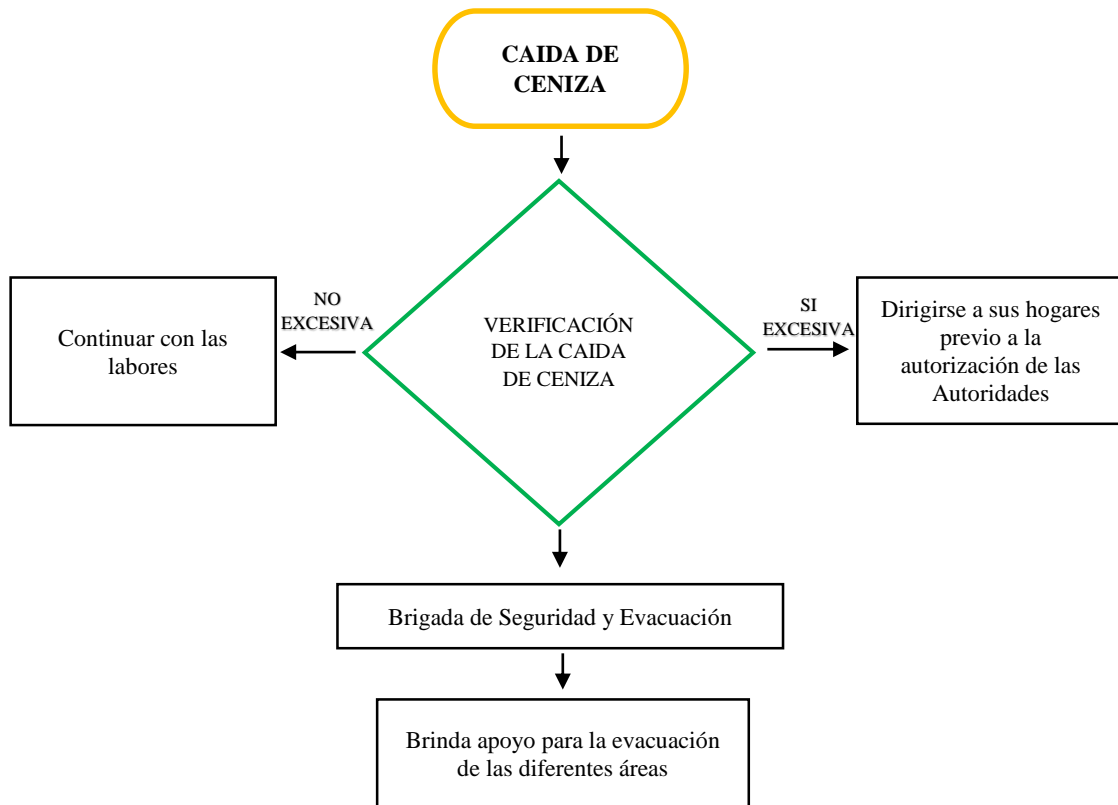 CAIDA DE
CENIZA
NO
EXCESIVA
SI
EXCESIVA
Continuar con las
labores
VERIFICACIÓN
DE LA CAIDA
DE CENIZA
Dirigirse a sus hogares
previo a la
autorización de las
Autoridades
Brigada de Seguridad y Evacuación
Brinda apoyo para la evacuación
de las diferentes áreas